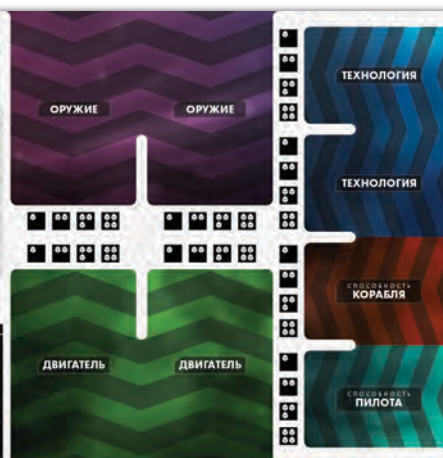 ОРУЖИЕ ОРУЖИЕ
ТЕХНОЛОГИЯ
ТЕХНОЛОГИЯ
ДВИГАТЕЛЬ ДВИГАТЕЛЬ
СПОСОБНОСТЬ
КОРАБЛЯ
СПОСОБНОСТЬ
ПИЛОТА